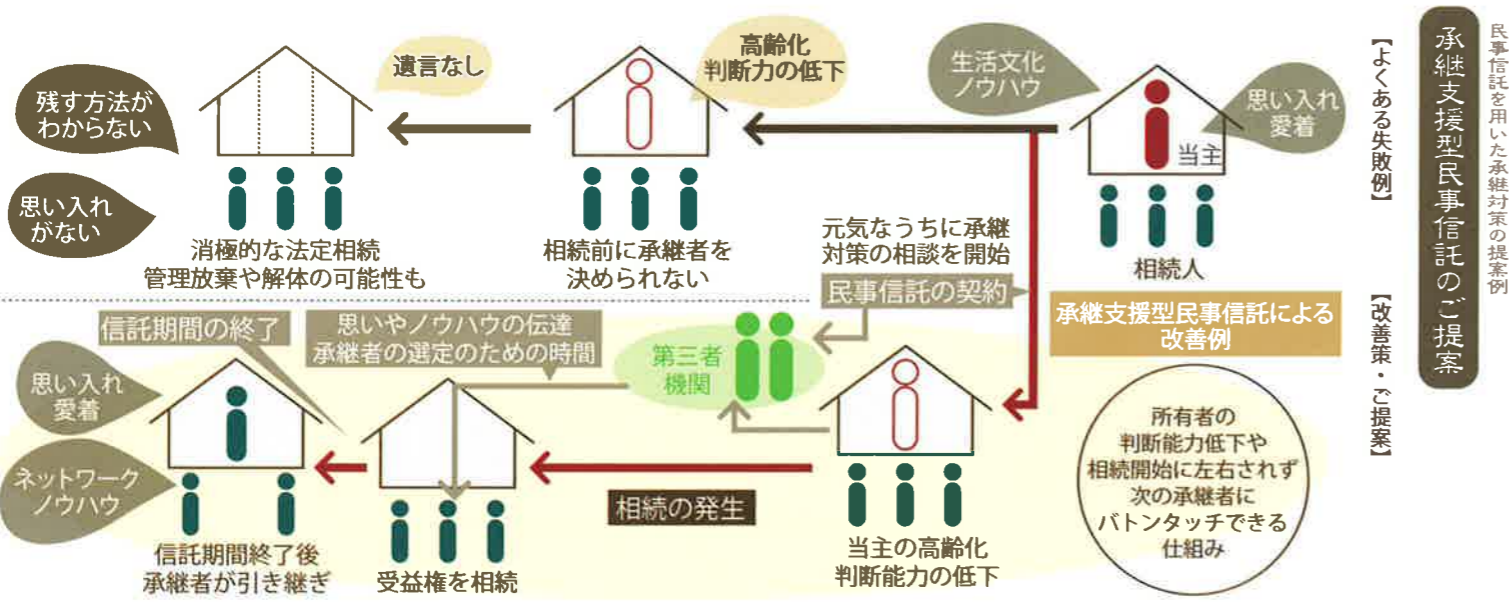 民事信託を用いた承継対策の提案例
承継支援型民事信託のご提案
【よくある失敗例】
生活文化
ノウハウ
思い入れ
愛着
当主
相続人
高齢化
判断力の低下
相続前に承継者を
決められない
遺言なし
残す方法が
わからない
思い入れ
がない
消極的な法定相続
管理放棄や解体の可能性も
【改善策・ご提案】
承継支援型民事信託による
改善例
元気なうちに承継
対策の相談を開始
民事信託の契約
第三者
機関
所有者の
判断能力低下や
相続開始に左右されず
次の承継者に
バトンタッチできる
仕組み
当主の高齢化
判断能力の低下
相続の発生
思いやノウハウの伝達
承継者の選定のための時間
受益権を相続
信託期間の終了
思い入れ
愛着
ネットワーク
ノウハウ
信託期間終了後
承継者が引き継ぎ